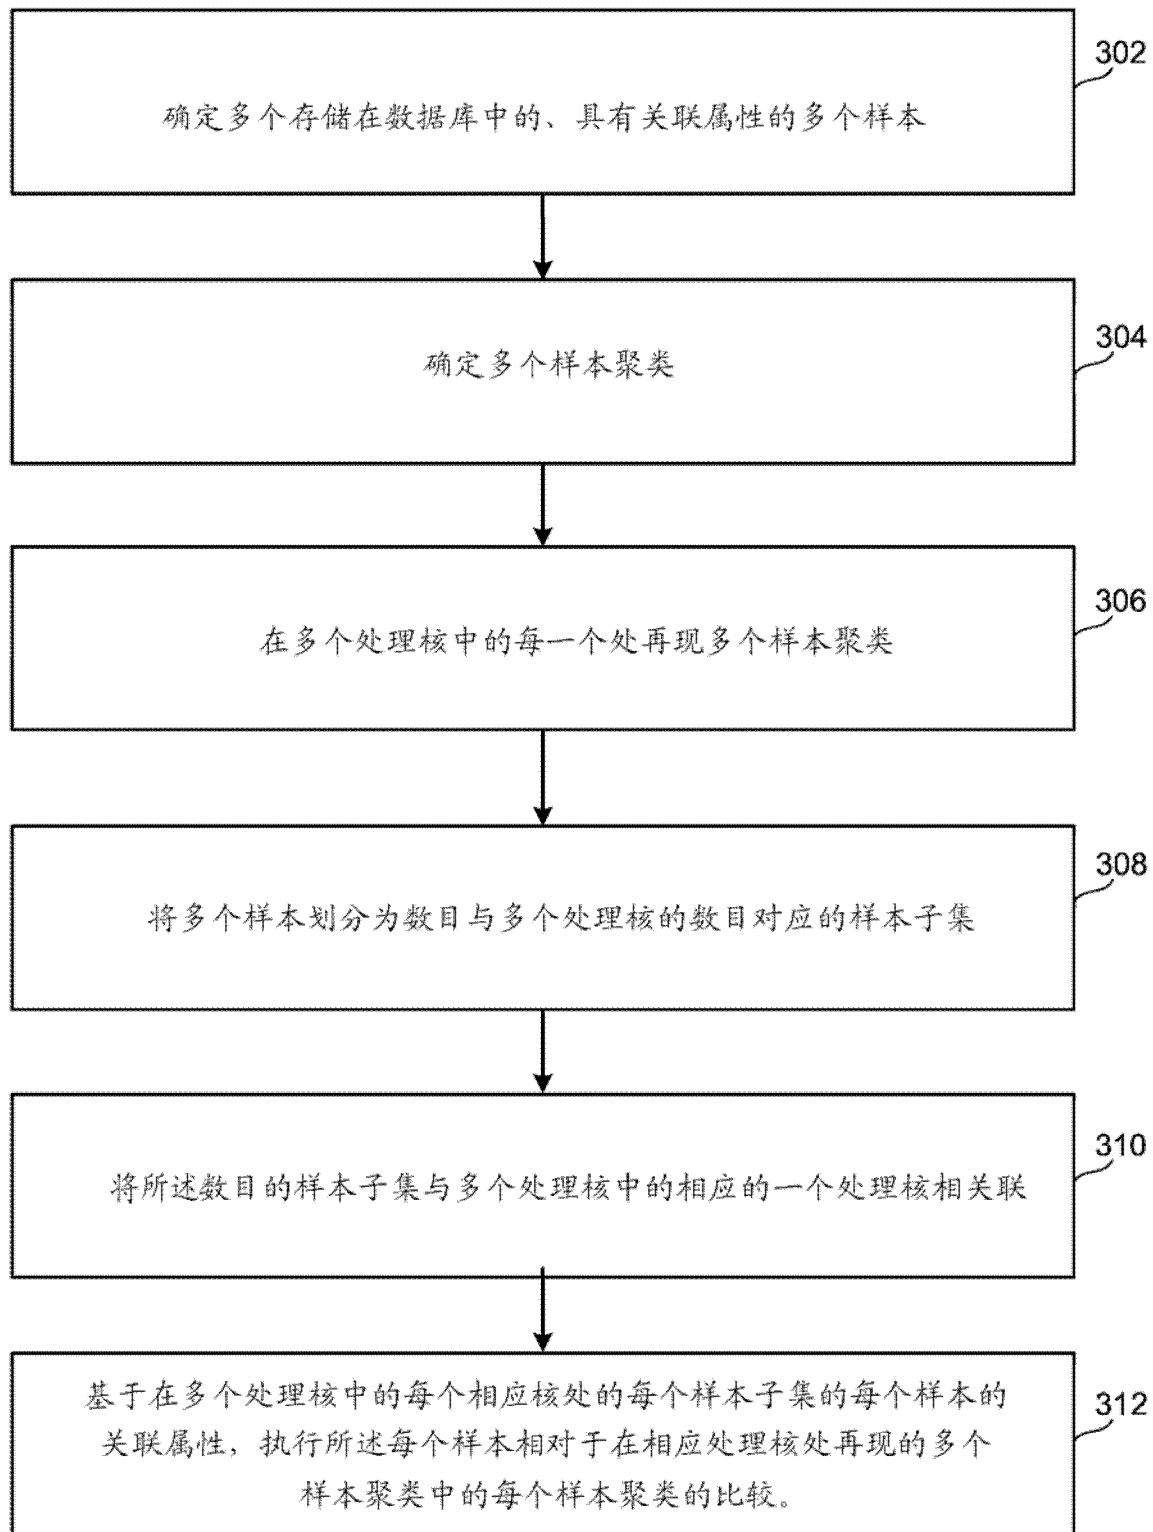 确定多个存储在数据库中的、具有关联属性的多个样本
302
确定多个样本聚类
304
在多个处理核中的每一个处再现多个样本聚类
306
将多个样本划分为数目与多个处理核的数目对应的样本子集
308
将所述数目的样本子集与多个处理核中的相应的一个处理核相关联
310
基于在多个处理核中的每个相应核处的每个样本子集的每个样本的
关联属性，执行所述每个样本相对于在相应处理核处再现的多个
样本聚类中的每个样本聚类的比较。
312